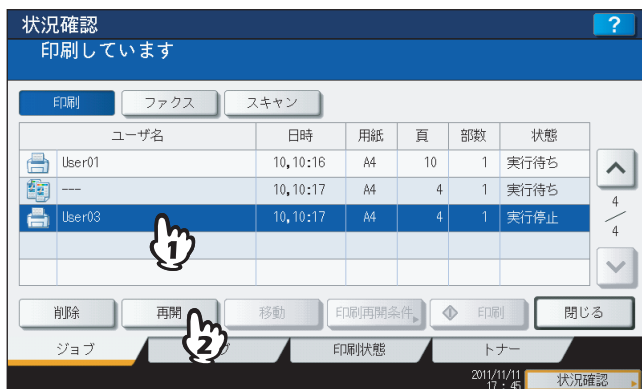 状況確認 ?
印刷しています
印刷 ファクス スキャン
ユーザ名 日時 用紙 頁 部数 状態
User01 10,10:16 A4 10 1 実行待ち
--- 10,10:17 A4 4 1 実行待ち
User03 10,10:17 A4 4 1 実行停止
4
4
1
削除 再開 移動 印刷再開条件 印刷 閉じる
2
ジョブ グ 印刷状態 トナー
2011/11/11
17:45 状況確認